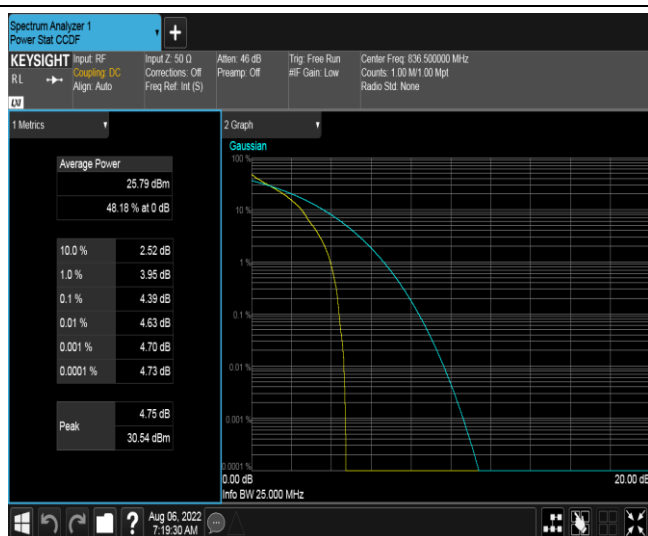 Spectrum Analyzer 1
Power Stat CCDF
KEYSIGHT
RL
LXI
Input: RF
Coupling: DC
Align: Auto
Input Z: 50 Ω
Corrections: Off
Freq Ref: Int (S)
Atten: 46 dB
Preamp: Off
Trig: Free Run
#IF Gain: Low
Center Freq: 836.500000 MHz
Counts: 1.00 M/1.00 Mpt
Radio Std: None
1 Metrics
Average Power
25.79 dBm
48.18 % at 0 dB
10.0 % 2.52 dB
1.0 % 3.95 dB
0.1 % 4.39 dB
0.01 % 4.63 dB
0.001 % 4.70 dB
0.0001 % 4.73 dB
Peak
4.75 dB
30.54 dBm
2 Graph
Gaussian
100 %
10 %
1 %
0.1 %
0.01 %
0.001 %
0.0001 %
0.00 dB
20.00 dB
Info BW 25.000 MHz
?
Aug 06, 2022
7:19:30 AM